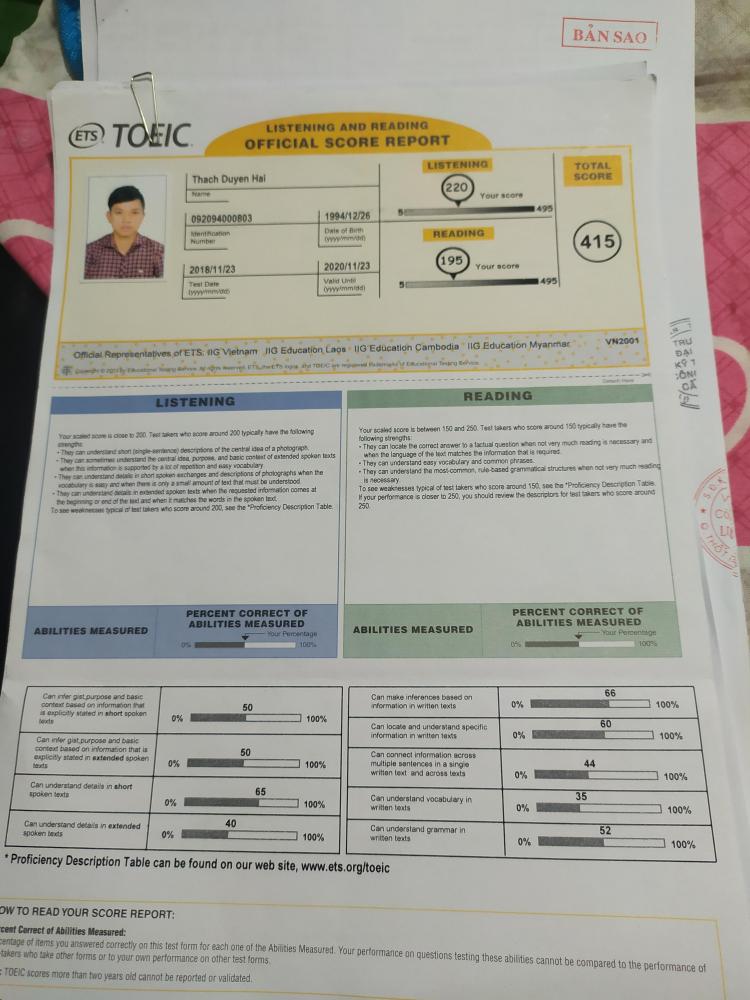 BẢN SAO
ETS TOEIC
LISTENING AND READING
OFFICIAL SCORE REPORT
Thach Duyen Hai
Name
092094000803
1994/12/26
Identification
Number
Date of Birth
(yyyy/mm/dd)
2018/11/23
2020/11/23
Test Date
(yyyy/mm/dd)
Valid Until
(yyyy/mm/dd)
LISTENING
220
Your score
5
495
READING
195
Your score
5
495
TOTAL
SCORE
415
Official Representatives of ETS: IIG Vietnam IIG Education Laos IIG Education Cambodia IIG Education Myanmar
VN2001
TRU
ĐẠI
LISTENING
Your scaled score is close to 200. Test takers who score around 200 typically have the following
strengths:
• They can understand short (single-sentence) descriptions of the central idea of a photograph.
• They can sometimes understand the central idea, purpose, and basic context of extended spoken texts
when this information is supported by a lot of repetition and easy vocabulary.
• They can understand details in short spoken exchanges and descriptions of photographs when the
vocabulary is easy and when there is only a small amount of text that must be understood.
• They can understand details in extended spoken texts when the requested information comes at
the beginning or end of the text and when it matches the words in the spoken text.
To see weaknesses typical of test takers who score around 200, see the *Proficiency Description Table.
ABILITIES MEASURED
PERCENT CORRECT OF
ABILITIES MEASURED
Your Percentage
0%
100%
READING
Your scaled score is between 150 and 250. Test takers who score around 150 typically have the
following strengths:
• They can locate the correct answer to a factual question when not very much reading is necessary and
when the language of the text matches the information that is required.
• They can understand easy vocabulary and common phrases.
• They can understand the most-common, rule-based grammatical structures when not very much reading
is necessary.
To see weaknesses typical of test takers who score around 150, see the *Proficiency Description Table.
If your performance is closer to 250, you should review the descriptors for test takers who score around
250.
ABILITIES MEASURED
PERCENT CORRECT OF
ABILITIES MEASURED
Your Percentage
0%
100%
Can infer gist,purpose and basic
context based on information that
is explicitly stated in short spoken
texts
50
0%
100%
Can infer gist,purpose and basic
context based on information that is
explicitly stated in extended spoken
texts
50
0%
100%
Can understand details in short
spoken texts
65
0%
100%
Can understand details in extended
spoken texts
40
0%
100%
Can make inferences based on
information in written texts
66
0%
100%
Can locate and understand specific
information in written texts
60
0%
100%
Can connect information across
multiple sentences in a single
written text and across texts
44
0%
100%
Can understand vocabulary in
written texts
35
0%
100%
Can understand grammar in
written texts
52
0%
100%
* Proficiency Description Table can be found on our web site, www.ets.org/toeic
OW TO READ YOUR SCORE REPORT:
cent Correct of Abilities Measured:
centage of items you answered correctly on this test form for each one of the Abilities Measured. Your performance on questions testing these abilities cannot be compared to the performance of
-takers who take other forms or to your own performance on other test forms.
: TOEIC scores more than two years old cannot be reported or validated.